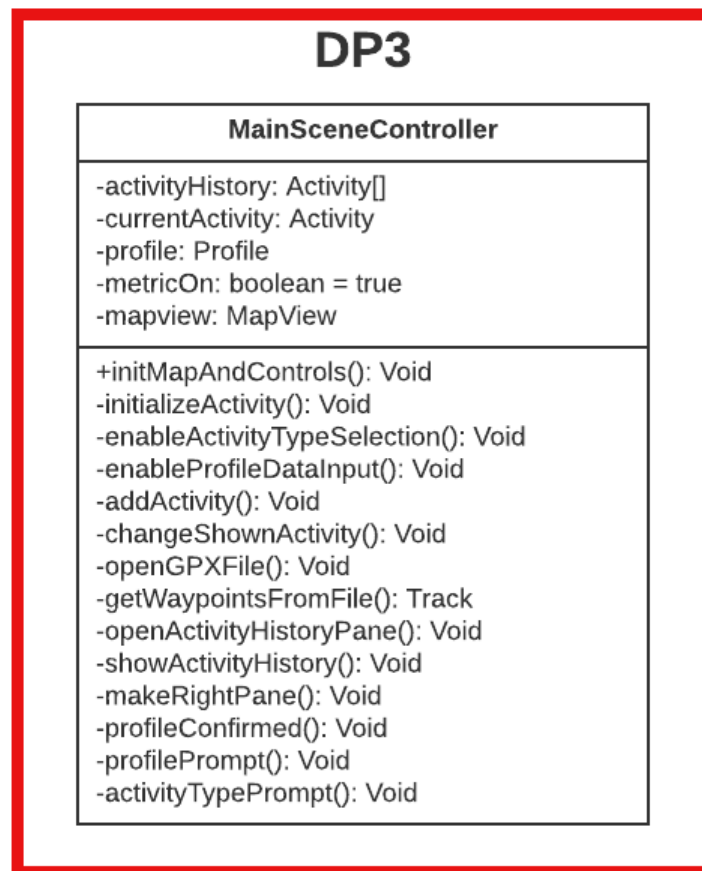 DP3
MainSceneController
-activityHistory: Activity[]
-currentActivity: Activity
-profile: Profile
-metricOn: boolean = true
-mapview: MapView
+initMapAndControls(): Void
-initializeActivity(): Void
-enableActivityTypeSelection(): Void
-enableProfileDataInput(): Void
-addActivity(): Void
-changeShownActivity(): Void
-openGPXFile(): Void
-getWaypointsFromFile(): Track
-openActivityHistoryPane(): Void
-showActivityHistory(): Void
-makeRightPane(): Void
-profileConfirmed(): Void
-profilePrompt(): Void
-activityTypePrompt(): Void